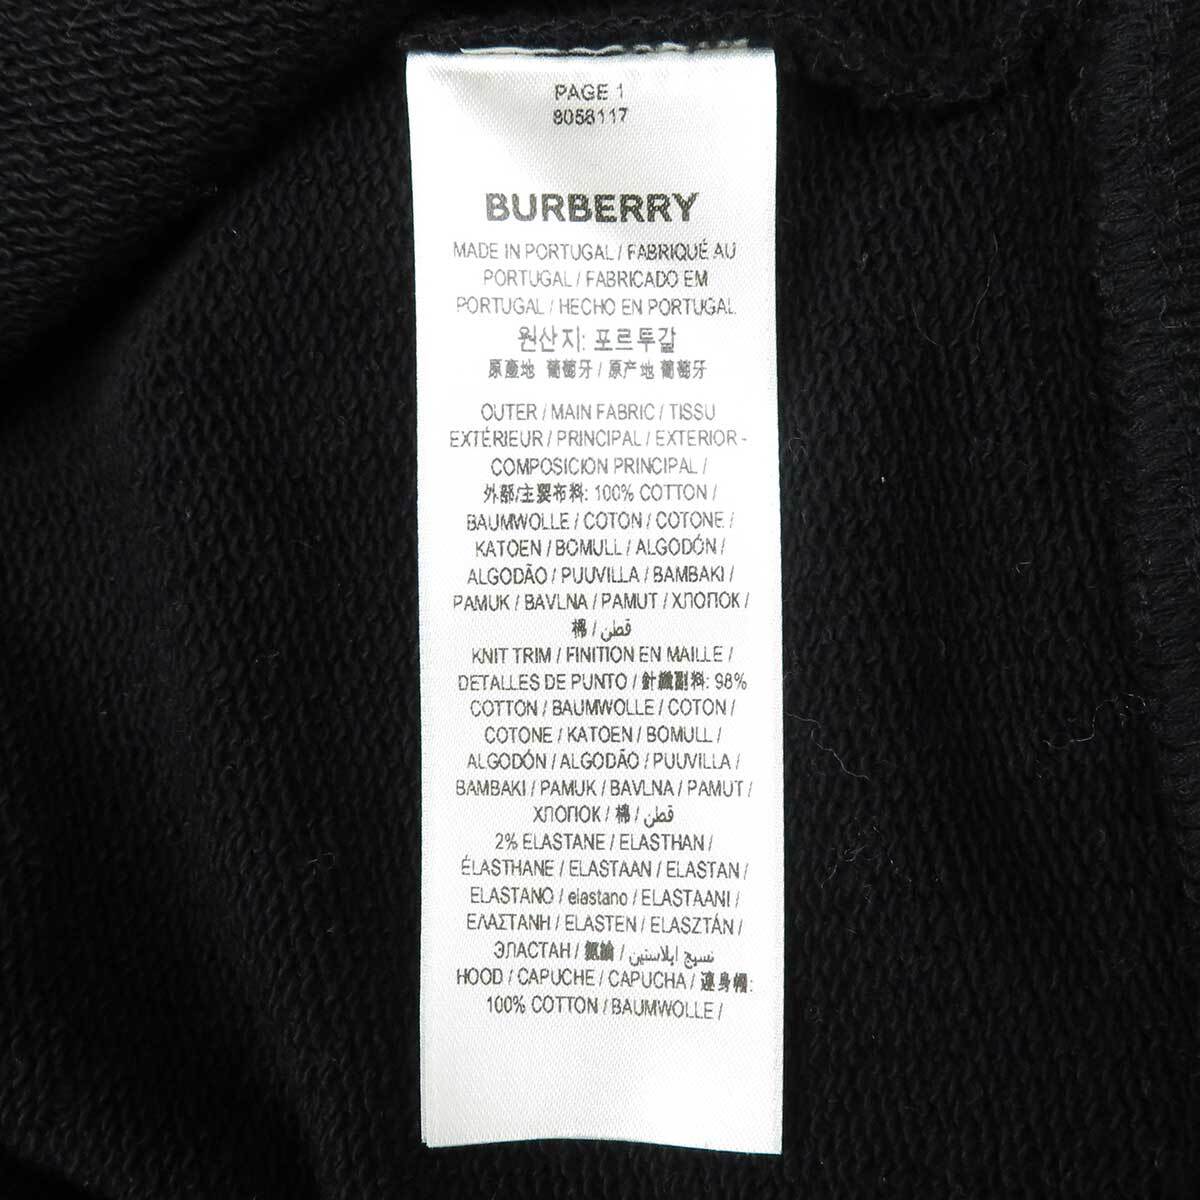 PAGE 1
8058117
BURBERRY
MADE IN PORTUGAL / FABRIQUÉ AU
PORTUGAL / FABRICADO EM
PORTUGAL / HECHO EN PORTUGAL
원산지: 포르투갈
原產地 葡萄牙 / 原产地 葡萄牙
OUTER / MAIN FABRIC / TISSU
EXTÉRIEUR / PRINCIPAL / EXTERIOR -
COMPOSICION PRINCIPAL /
外部/主要布料: 100% COTTON /
BAUMWOLLE / COTON / COTONE /
KATOEN / BOMULL / ALGODÓN /
ALGODÃO / PUUVILLA / BAMBAKI /
PAMUK / BAVLNA / PAMUT / ХЛОПОК /
棉 / قطن
KNIT TRIM / FINITION EN MAILLE /
DETALLES DE PUNTO / 針織副料: 98%
COTTON / BAUMWOLLE / COTON /
COTONE / KATOEN / BOMULL /
ALGODÓN / ALGODÃO / PUUVILLA /
BAMBAKI / PAMUK / BAVLNA / PAMUT /
ХЛОПОК / 棉 / قطن
2% ELASTANE / ELASTHAN /
ÉLASTHANE / ELASTAAN / ELASTAN /
ELASTANO / elastano / ELASTAANI /
ΕΛΑΣΤΑΝΗ / ELASTEN / ELASZTÁN /
ЭЛАСТАН / 氨綸 / نسيج ايلاستين
HOOD / CAPUCHE / CAPUCHA / 連身帽:
100% COTTON / BAUMWOLLE /